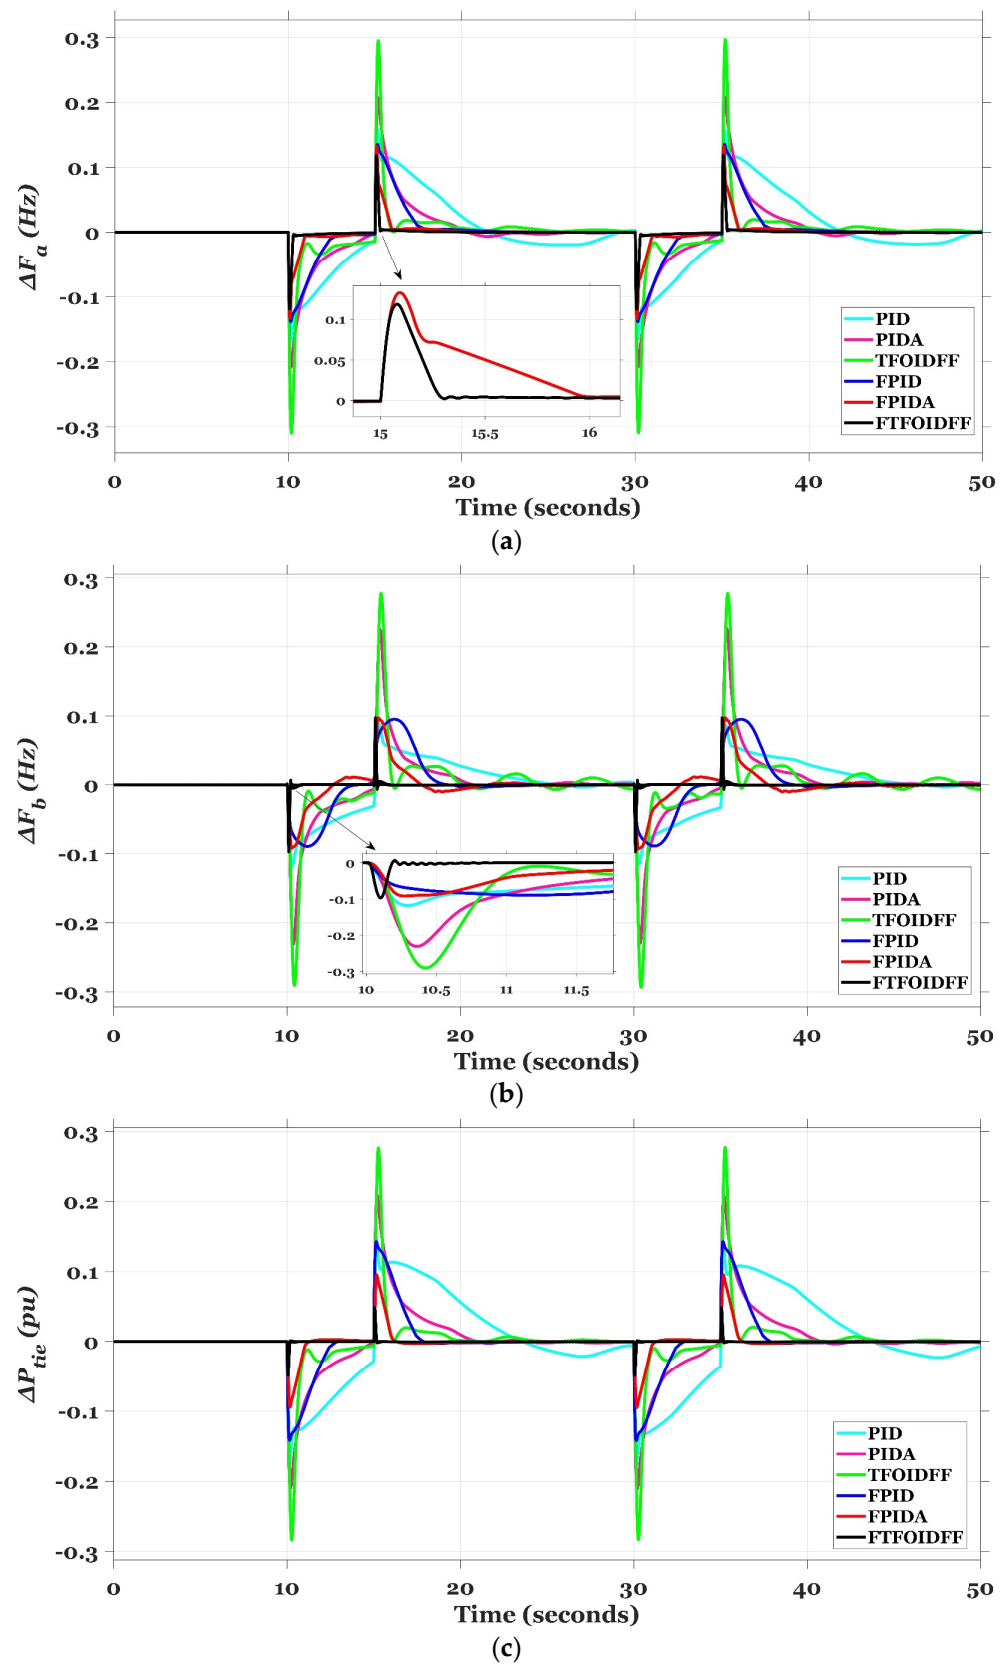 0.3
0.2
0.1
0
-0.1
-0.2
-0.3
ΔFa (Hz)
0.1
0.05
0
15
15.5
16
PID
PIDA
TFOIDFF
FPID
FPIDA
FTFOIDFF
0 10 20 30 40 50
Time (seconds)
(a)
0.3
0.2
0.1
0
-0.1
-0.2
-0.3
ΔFb (Hz)
0
-0.1
-0.2
-0.3
10 10.5 11 11.5
PID
PIDA
TFOIDFF
FPID
FPIDA
FTFOIDFF
0 10 20 30 40 50
Time (seconds)
(b)
0.3
0.2
0.1
0
-0.1
-0.2
-0.3
ΔPtie (pu)
PID
PIDA
TFOIDFF
FPID
FPIDA
FTFOIDFF
0 10 20 30 40 50
Time (seconds)
(c)